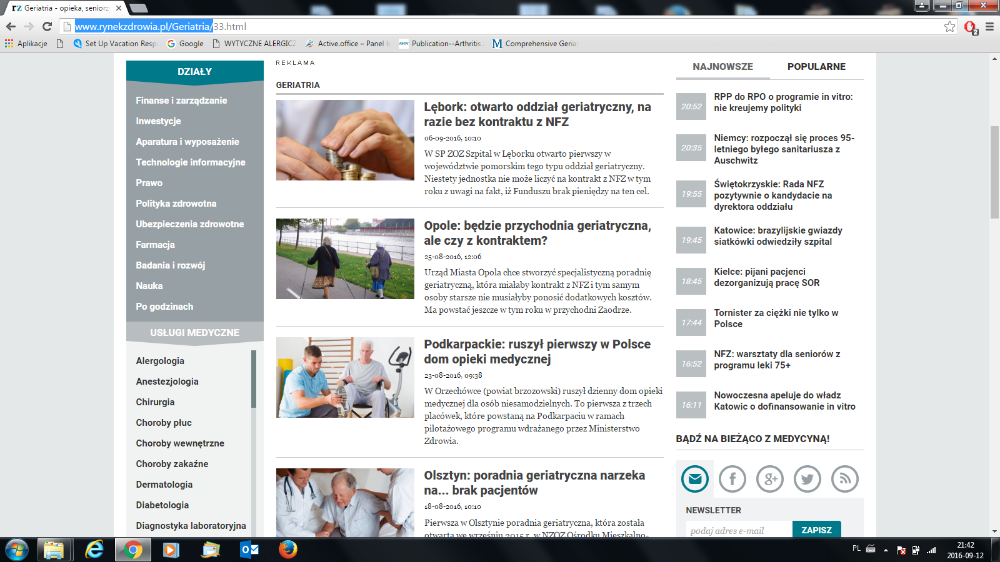 rz Geriatria - opieka, seniorzy
www.rynekzdrowia.pl/Geriatria/33.html
2
Aplikacje
Set Up Vacation Resp
Google
WYTYCZNE ALERGICZ
Active.office – Panel
AIHW Publication--Arthritis
M Comprehensive Geria
DZIAŁY
Finanse i zarządzanie
Inwestycje
Aparatura i wyposażenie
Technologie informacyjne
Prawo
Polityka zdrowotna
Ubezpieczenia zdrowotne
Farmacja
Badania i rozwój
Nauka
Po godzinach
USŁUGI MEDYCZNE
Alergologia
Anestezjologia
Chirurgia
Choroby płuc
Choroby wewnętrzne
Choroby zakaźne
Dermatologia
Diabetologia
Diagnostyka laboratoryjna
REKLAMA
GERIATRIA
Lębork: otwarto oddział geriatryczny, na
razie bez kontraktu z NFZ
06-09-2016, 10:10
W SP ZOZ Szpital w Lęborku otwarto pierwszy w
województwie pomorskim tego typu oddział geriatryczny.
Niestety jednostka nie może liczyć na kontrakt z NFZ w tym
roku z uwagi na fakt, iż Funduszu brak pieniędzy na ten cel.
Opole: będzie przychodnia geriatryczna,
ale czy z kontraktem?
25-08-2016, 12:06
Urząd Miasta Opola chce stworzyć specjalistyczną poradnię
geriatryczną, która miałaby kontrakt z NFZ i tym samym
osoby starsze nie musiałyby ponosić dodatkowych kosztów.
Ma powstać jeszcze w tym roku w przychodni Zaodrze.
Podkarpackie: ruszył pierwszy w Polsce
dom opieki medycznej
23-08-2016, 09:38
W Orzechówce (powiat brzozowski) ruszył dzienny dom opieki
medycznej dla osób niesamodzielnych. To pierwsza z trzech
placówek, które powstaną na Podkarpaciu w ramach
pilotażowego programu wdrażanego przez Ministerstwo
Zdrowia.
Olsztyn: poradnia geriatryczna narzeka
na... brak pacjentów
18-08-2016, 10:10
Pierwsza w Olsztynie poradnia geriatryczna, która została
otwarta we wrześniu 2015 r. w NZOZ Ośrodku Mieszkalno-
NAJNOWSZE POPULARNE
20:52 RPP do RPO o programie in vitro:
nie kreujemy polityki
20:35 Niemcy: rozpoczął się proces 95-
letniego byłego sanitariusza z
Auschwitz
19:55 Świętokrzyskie: Rada NFZ
pozytywnie o kandydacie na
dyrektora oddziału
19:45 Katowice: brazylijskie gwiazdy
siatkówki odwiedziły szpital
18:45 Kielce: pijani pacjenci
dezorganizują pracę SOR
17:44 Tornister za ciężki nie tylko w
Polsce
16:52 NFZ: warsztaty dla seniorów z
programu leki 75+
16:11 Nowoczesna apeluje do władz
Katowic o dofinansowanie in vitro
BĄDŹ NA BIEŻĄCO Z MEDYCYNĄ!
NEWSLETTER
podaj adres e-mail
ZAPISZ
PL
21:42
2016-09-12